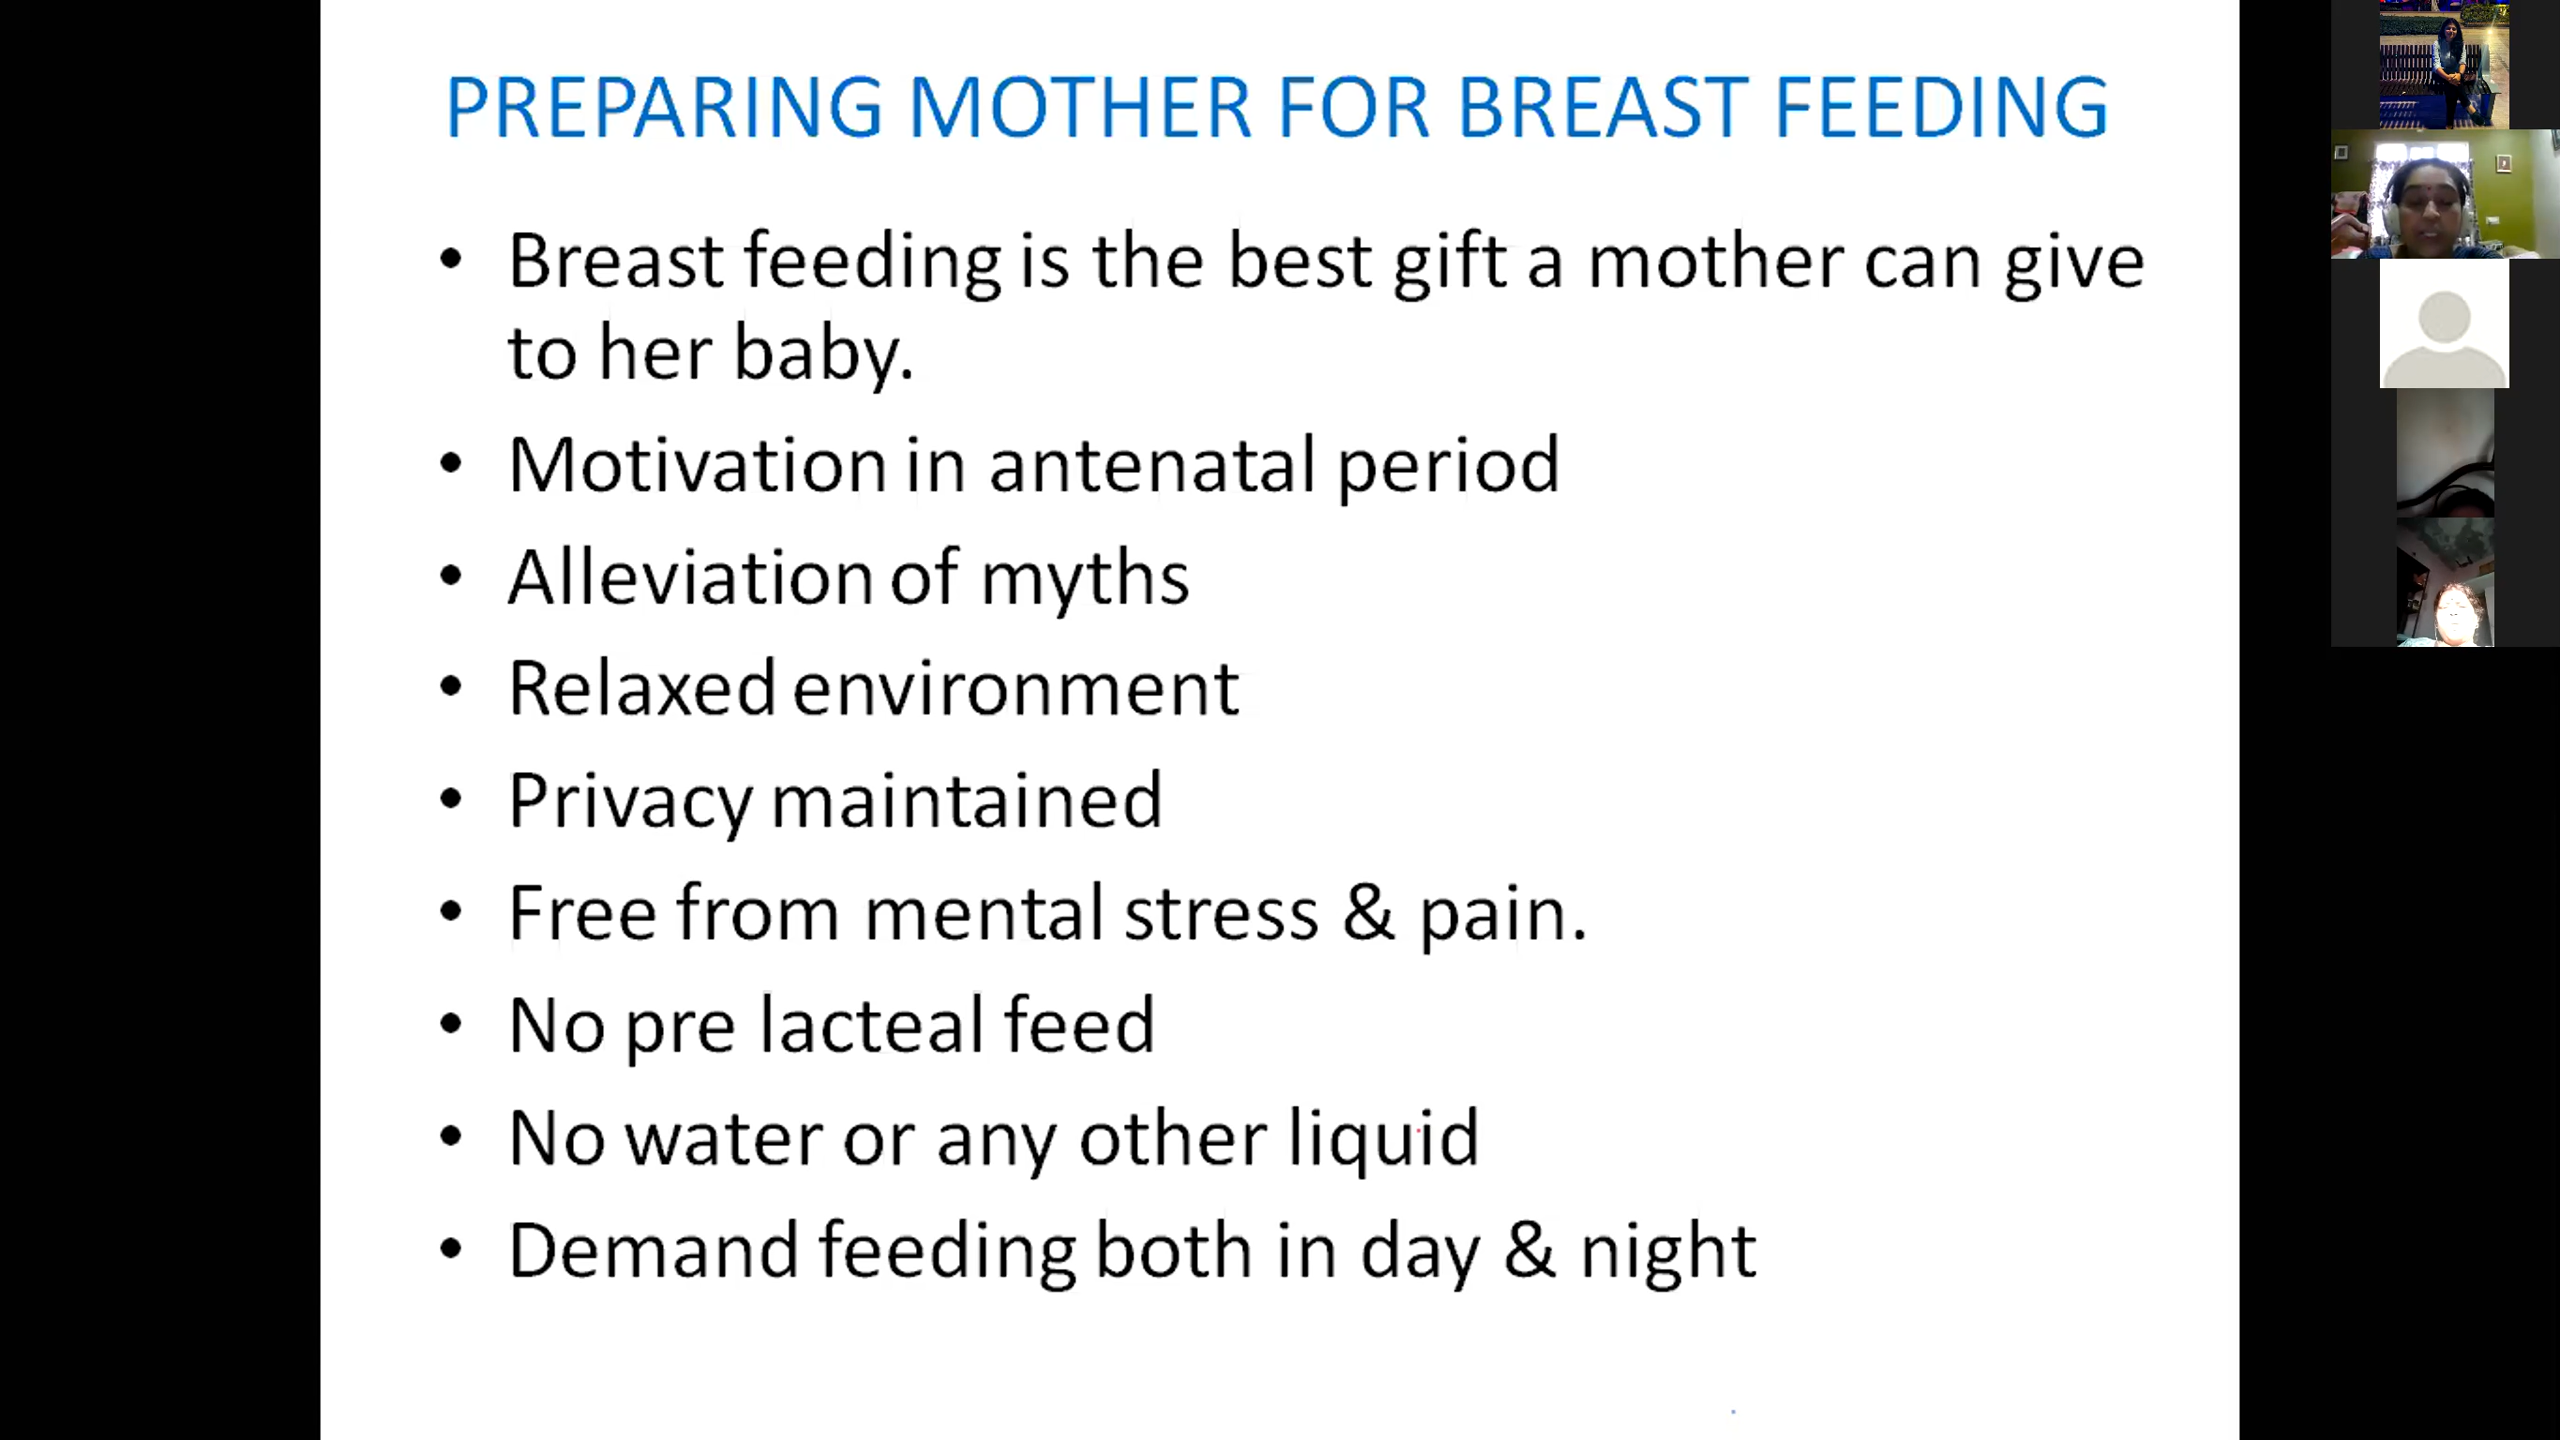 PREPARING MOTHER FOR BREAST FEEDING
• Breast feeding is the best gift a mother can give
to her baby.
• Motivation in antenatal period
• Alleviation of myths
• Relaxed environment
• Privacy maintained
• Free from mental stress & pain.
• No pre lacteal feed
• No water or any other liquid
• Demand feeding both in day & night